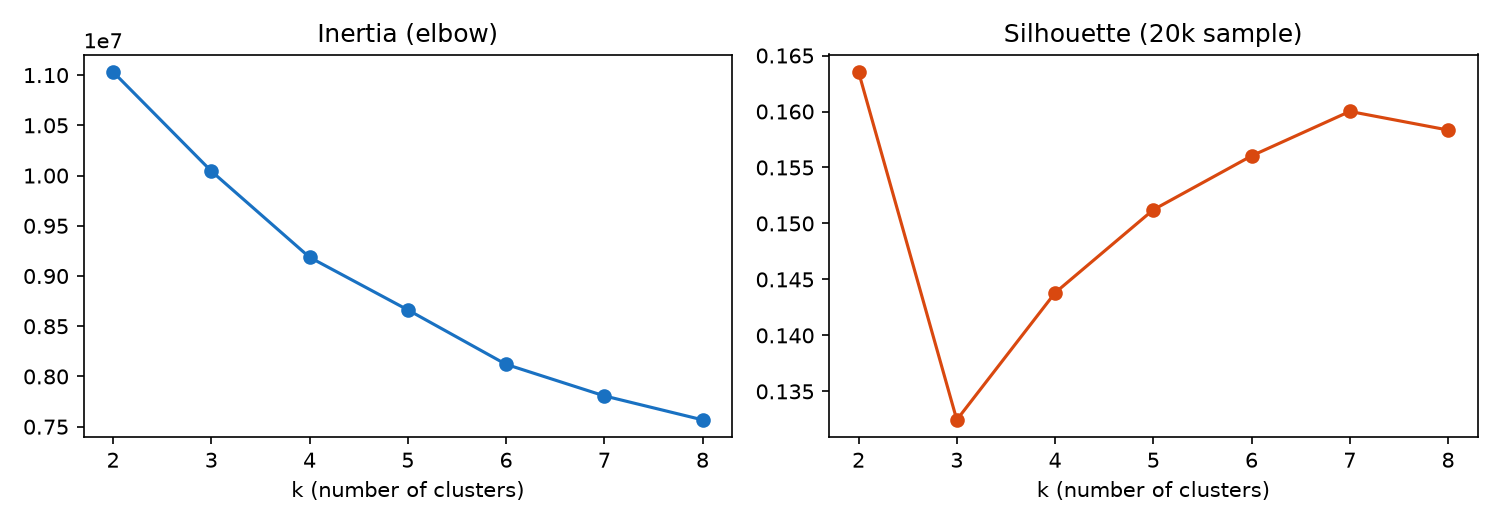 Inertia (elbow)
1e7
1.10
1.05
1.00
0.95
0.90
0.85
0.80
0.75
2 3 4 5 6 7 8
k (number of clusters)
Silhouette (20k sample)
0.165
0.160
0.155
0.150
0.145
0.140
0.135
2 3 4 5 6 7 8
k (number of clusters)